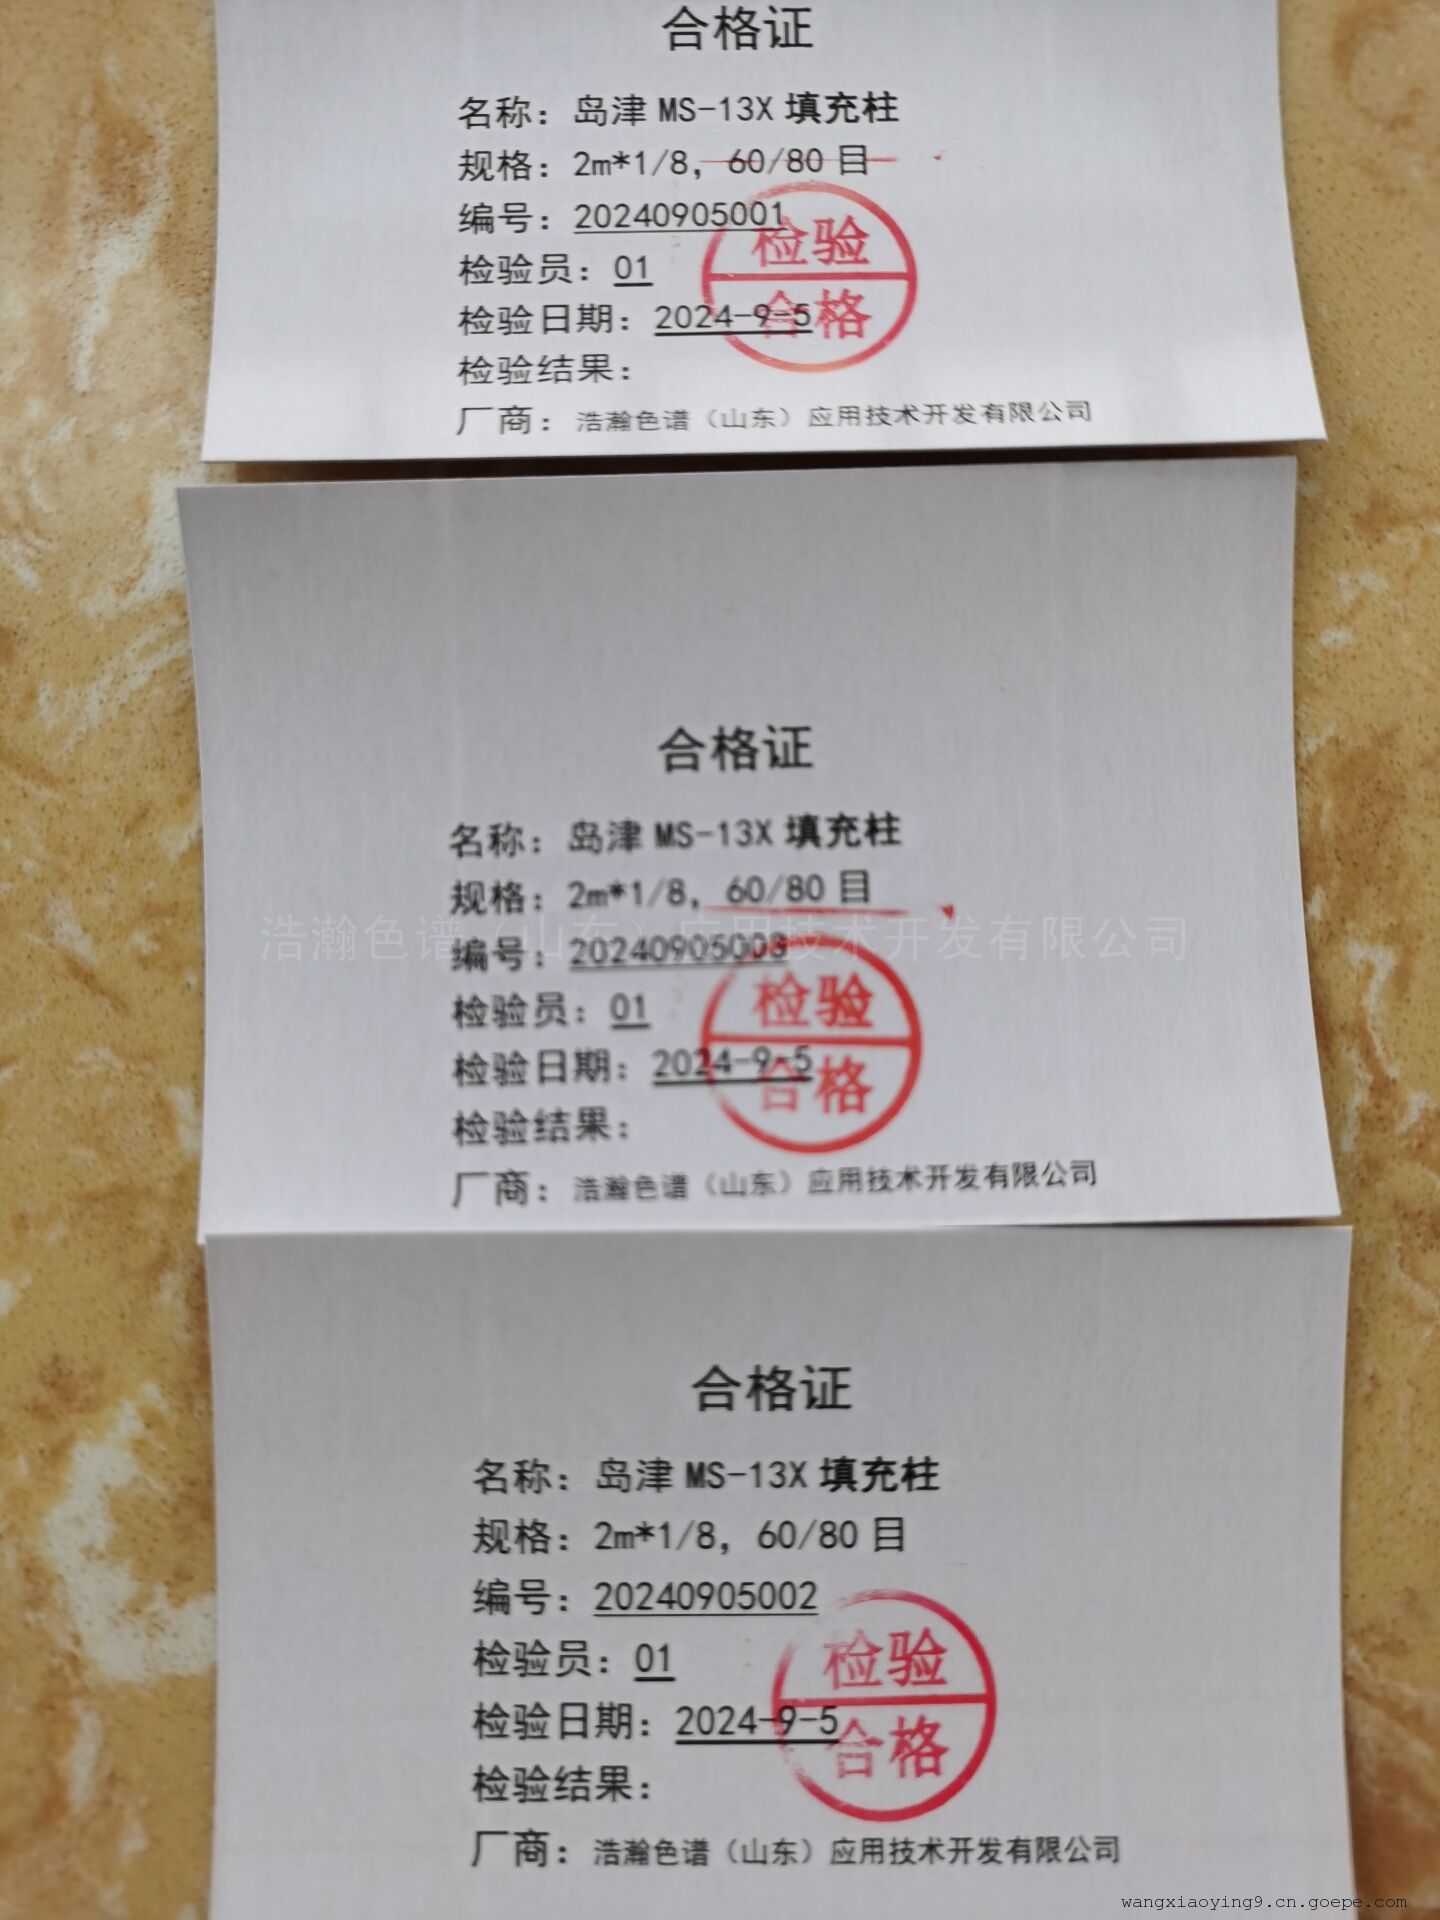 合格证
名称：岛津 MS-13X 填充柱
规格：2m*1/8，60/80 目
编号：20240905001
检验员：01
检验日期：2024-9-5
检验结果：
厂商：浩瀚色谱（山东）应用技术开发有限公司
检验
合格
合格证
名称：岛津 MS-13X 填充柱
规格：2m*1/8，60/80 目
浩瀚色谱（山东）应用技术开发有限公司
编号：20240905003
检验员：01
检验日期：2024-9-5
检验结果：
厂商：浩瀚色谱（山东）应用技术开发有限公司
检验
合格
合格证
名称：岛津 MS-13X 填充柱
规格：2m*1/8，60/80 目
编号：20240905002
检验员：01
检验日期：2024-9-5
检验结果：
厂商：浩瀚色谱（山东）应用技术开发有限公司
检验
合格
wangxiaoying9.cn.goepe.com